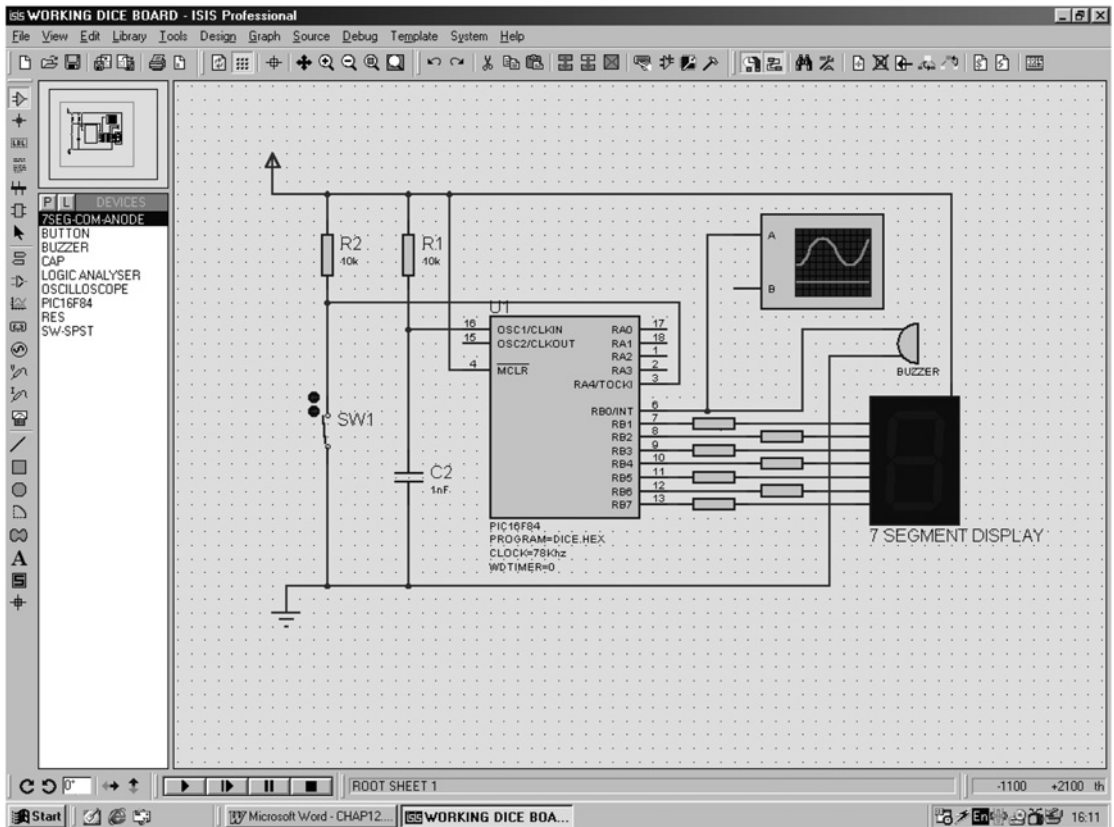 isis WORKING DICE BOARD - ISIS Professional
File View Edit Library Tools Design Graph Source Debug Template System Help
LBL
P L DEVICES
7SEG-COM-ANODE
BUTTON
BUZZER
CAP
LOGIC ANALYSER
OSCILLOSCOPE
PIC16F84
RES
SW-SPST
A
S
R2
10k
R1
10k
U1
16 OSC1/CLKIN
15 OSC2/CLKOUT
4 MCLR
RA0 17
RA1 18
RA2 1
RA3 2
RA4/TOCKI 3
RB0/INT 6
RB1 7
RB2 8
RB3 9
RB4 10
RB5 11
RB6 12
RB7 13
PIC16F84
PROGRAM=DICE.HEX
CLOCK=78Khz
WDTIMER=0
SW1
C2
1nF
A
B
BUZZER
7 SEGMENT DISPLAY
0° ROOT SHEET 1 -1100 +2100 th
Start Microsoft Word - CHAP12.... ISIS WORKING DICE BOA... En 16:11